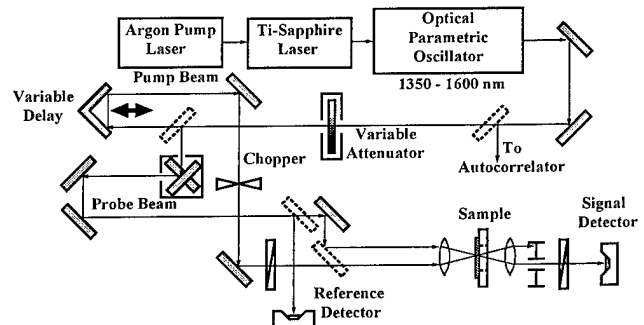 Argon Pump
Laser
Ti-Sapphire
Laser
Optical
Parametric
Oscillator
1350 - 1600 nm
Pump Beam
Variable
Delay
Variable
Attenuator
To
Autocorrelator
Chopper
Probe Beam
Sample
Signal
Detector
Reference
Detector